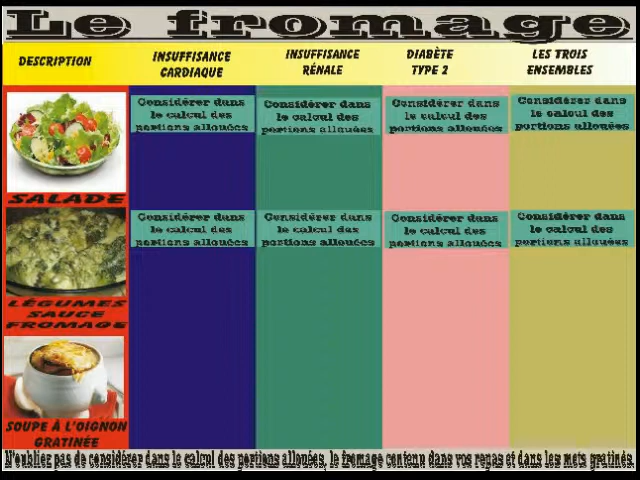 Le fromage
DESCRIPTION
INSUFFISANCE
CARDIAQUE
INSUFFISANCE
RÉNALE
DIABÈTE
TYPE 2
LES TROIS
ENSEMBLES
SALADE
Considérer dans
le calcul des
portions allouées
Considérer dans
le calcul des
portions allouées
Considérer dans
le calcul des
portions allouées
Considérer dans
le calcul des
portions allouées
LÉGUMES
SAUCE
FROMAGE
Considérer dans
le calcul des
portions allouées
Considérer dans
le calcul des
portions allouées
Considérer dans
le calcul des
portions allouées
Considérer dans
le calcul des
portions allouées
SOUPE À L'OIGNON
GRATINÉE
N'oublier pas de considérer dans le calcul des portions allouées, le fromage contenu dans vos repas et dans les mets gratinés.